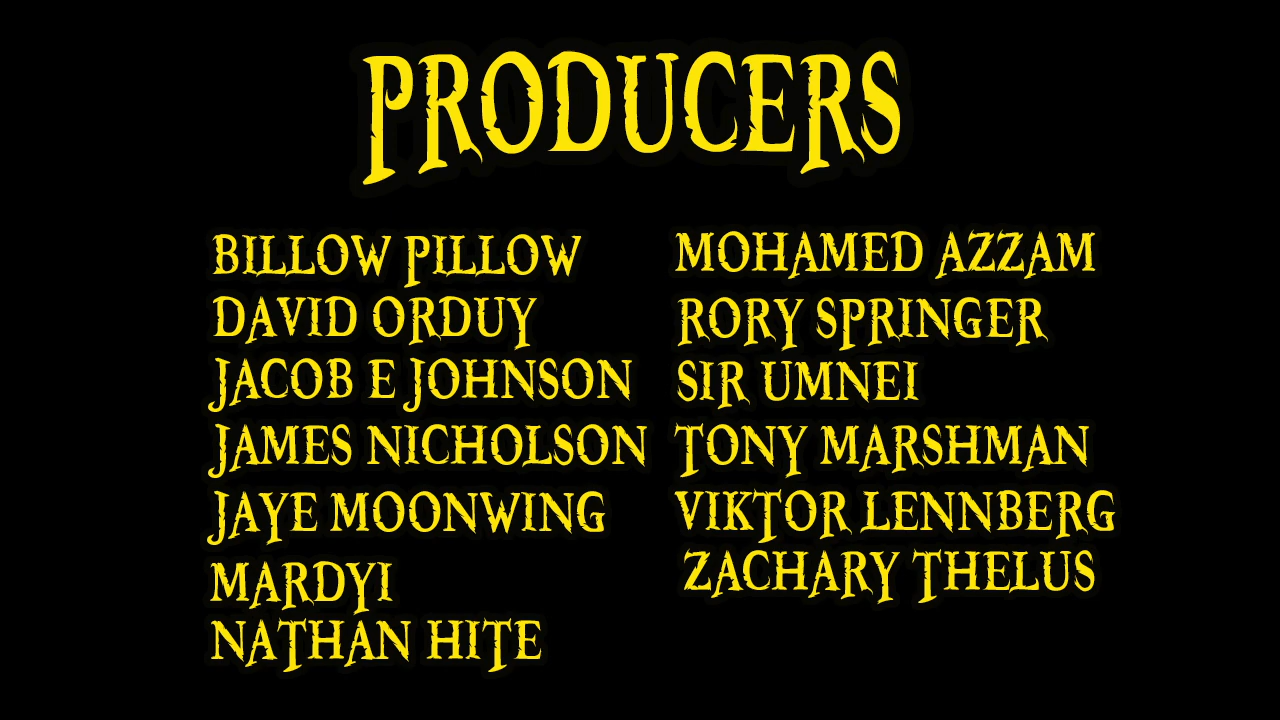 PRODUCERS
BILLOW PILLOW
DAVID ORDUY
JACOB E JOHNSON
JAMES NICHOLSON
JAYE MOONWING
MARDYI
NATHAN HITE
MOHAMED AZZAM
RORY SPRINGER
SIR UMNEI
TONY MARSHMAN
VIKTOR LENNBERG
ZACHARY THELUS